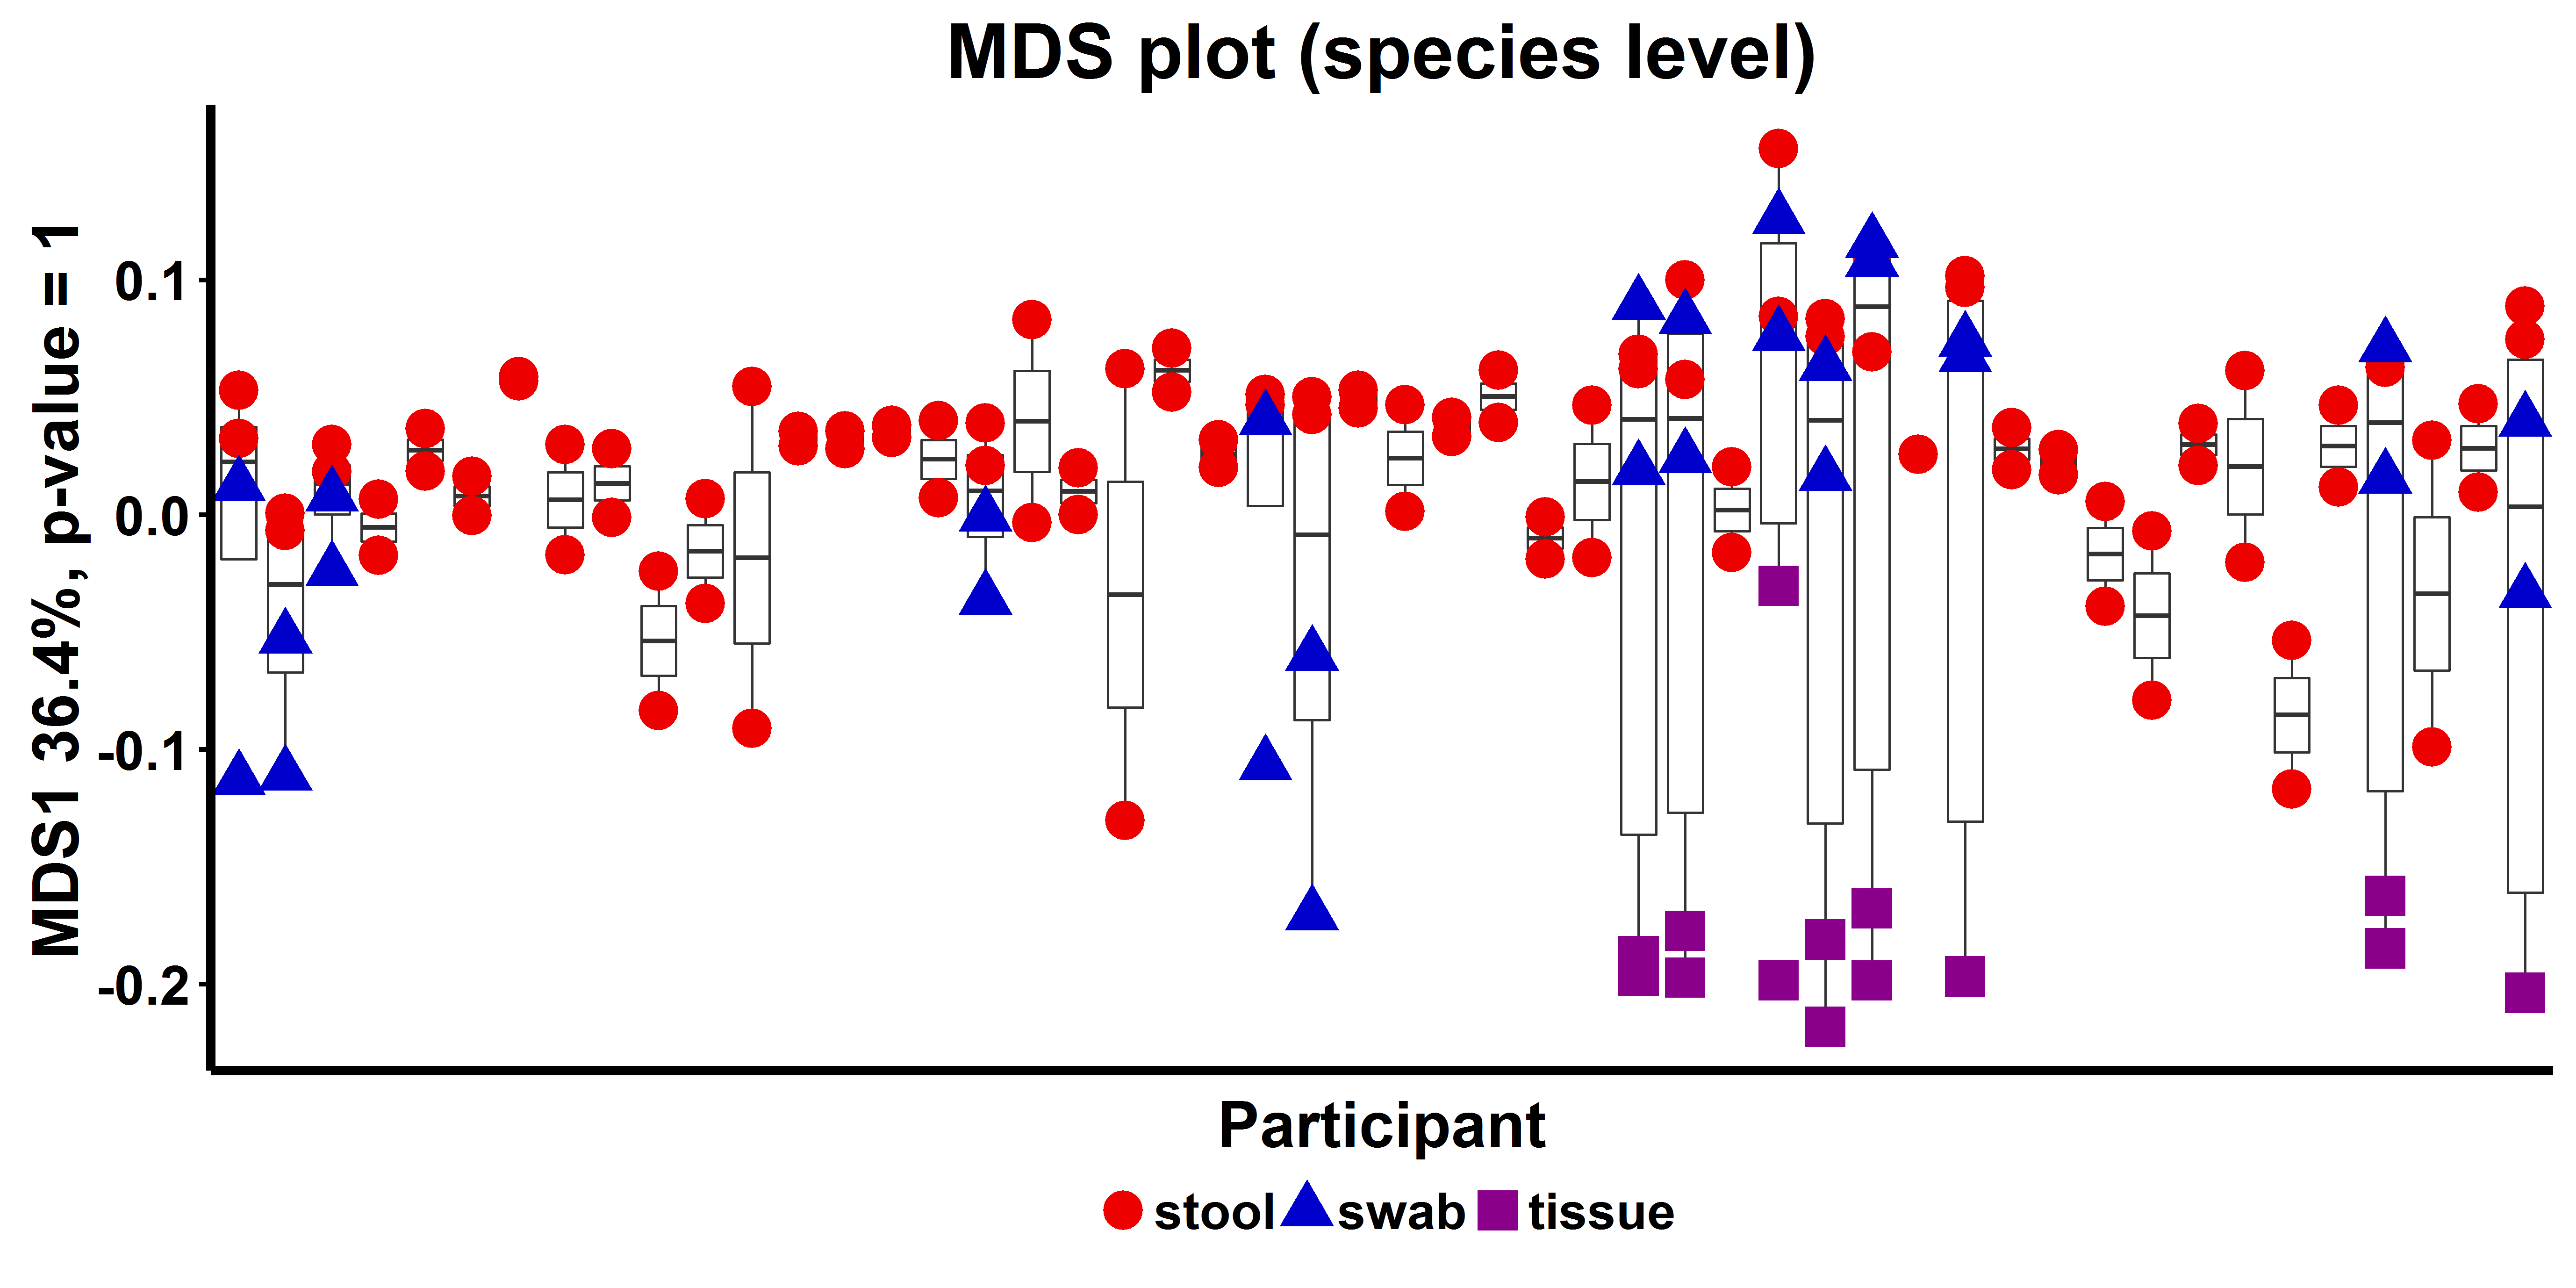 MDS plot (species level)
MDS1 36.4%, p-value = 1
0.1
0.0
-0.1
-0.2
Participant
stool swab tissue